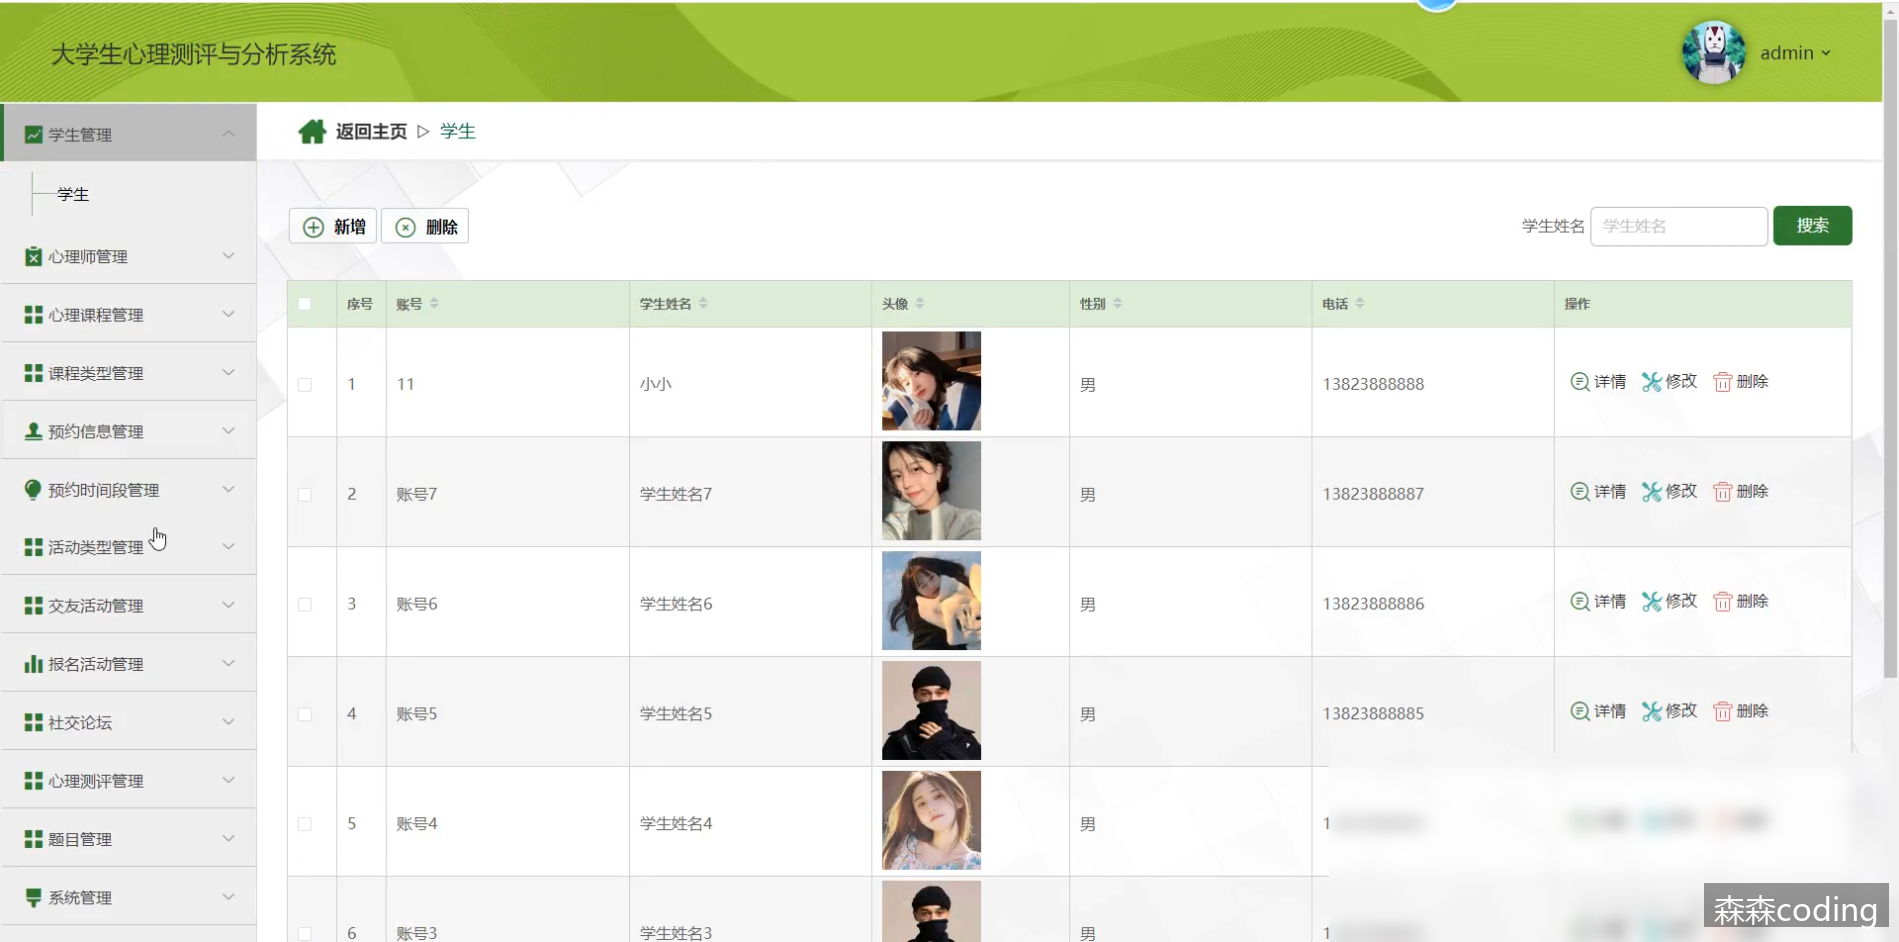 大学生心理测评与分析系统
admin
学生管理
学生
心理师管理
心理课程管理
课程类型管理
预约信息管理
预约时间段管理
活动类型管理
交友活动管理
报名活动管理
社交论坛
心理测评管理
题目管理
系统管理
返回主页 ▷ 学生
新增 删除
学生姓名 学生姓名 搜索
序号 账号 学生姓名 头像 性别 电话 操作
1 11 小小 男 13823888888 详情 修改 删除
2 账号7 学生姓名7 男 13823888887 详情 修改 删除
3 账号6 学生姓名6 男 13823888886 详情 修改 删除
4 账号5 学生姓名5 男 13823888885 详情 修改 删除
5 账号4 学生姓名4 男 1
6 账号3 学生姓名3 男 1
森森coding